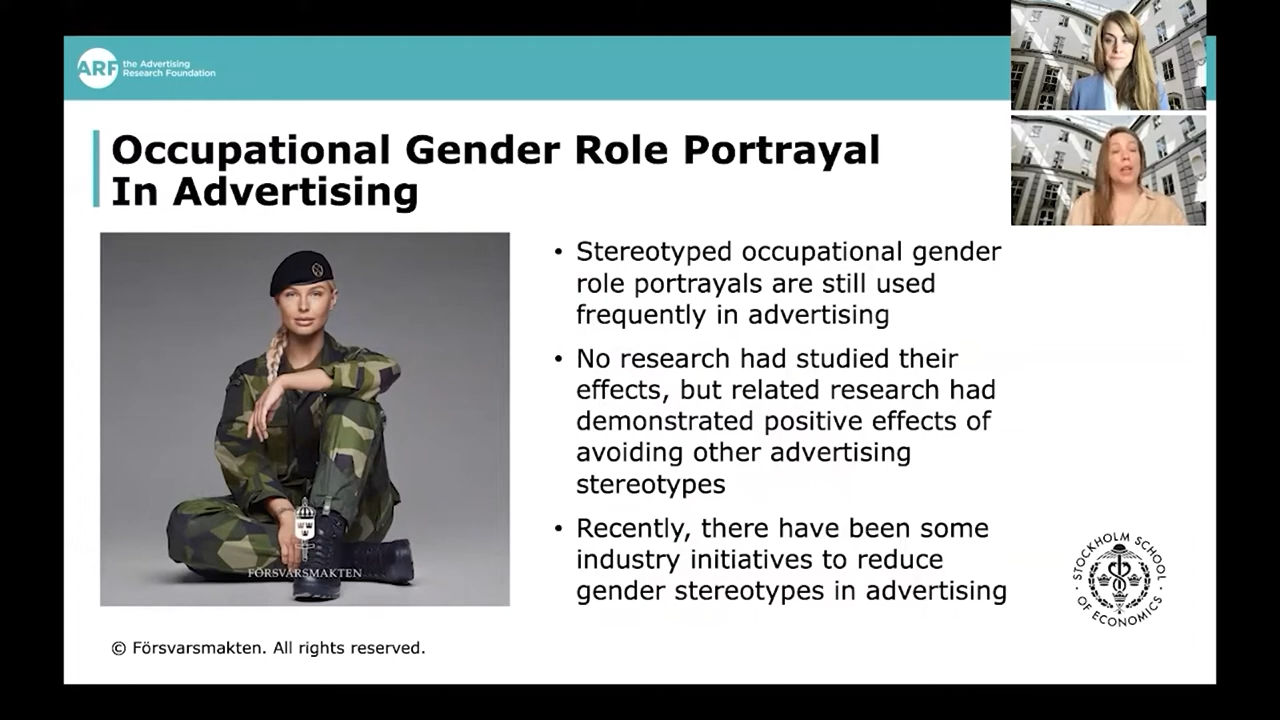 ARF the Advertising
Research Foundation
Occupational Gender Role Portrayal
In Advertising
• Stereotyped occupational gender
role portrayals are still used
frequently in advertising
• No research had studied their
effects, but related research had
demonstrated positive effects of
avoiding other advertising
stereotypes
• Recently, there have been some
industry initiatives to reduce
gender stereotypes in advertising
FÖRSVARSMAKTEN
© Försvarsmakten. All rights reserved.
STOCKHOLM SCHOOL
OF ECONOMICS